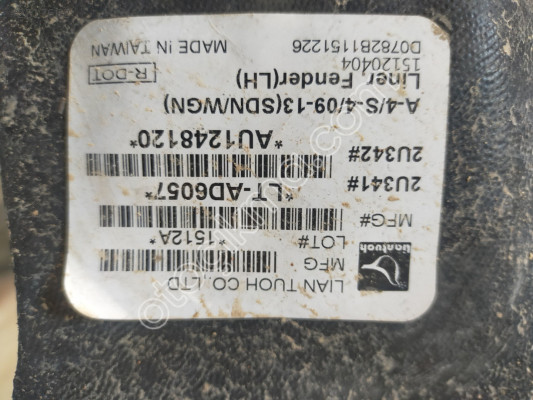 LIAN TUOH CO.,LTD
liantuoh
MFG
LOT# *1512A*
MFG#
2U341# *LT-AD6057*
2U342# *AU1248120*
A-4/S-4/09-13(SDN/WGN)
Liner, Fender(LH)
15120404
D0782B1151226
R-DOT
MADE IN TAIWAN